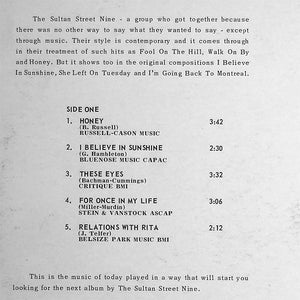 The Sultan Street Nine - a group who got together because
there was no other way to say what they wanted to say - except
through music. Their style is contemporary and it comes through
in their treatment of such hits as Fool On The Hill, Walk On By
and Honey. But it shows too in the original compositions I Believe
In Sunshine, She Left On Tuesday and I'm Going Back To Montreal.
SIDE ONE
1. HONEY 3:42
(B. Russell)
RUSSELL-CASON MUSIC
2. I BELIEVE IN SUNSHINE 2:30
(G. Hambleton)
BLUENOSE MUSIC CAPAC
3. THESE EYES 3:32
(Bachman-Cummings)
CRITIQUE BMI
4. FOR ONCE IN MY LIFE 3:06
(Miller-Murdin)
STEIN & VANSTOCK ASCAP
5. RELATIONS WITH RITA 2:12
(J. Telfer)
BELSIZE PARK MUSIC BMI
This is the music of today played in a way that will start you
looking for the next album by The Sultan Street Nine.